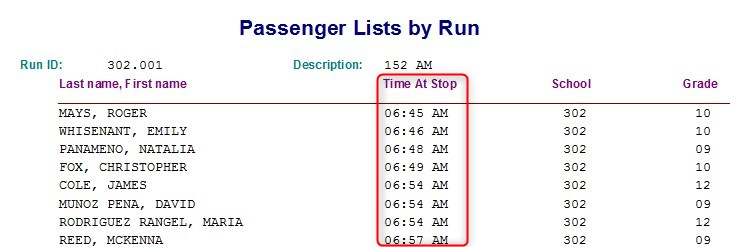 Passenger Lists by Run
Run ID: 302.001 Description: 152 AM
Last name, First name Time At Stop School Grade
MAYS, ROGER 06:45 AM 302 10
WHISENANT, EMILY 06:46 AM 302 10
PANAMENO, NATALIA 06:48 AM 302 09
FOX, CHRISTOPHER 06:49 AM 302 10
COLE, JAMES 06:54 AM 302 12
MUNOZ PENA, DAVID 06:54 AM 302 09
RODRIGUEZ RANGEL, MARIA 06:54 AM 302 12
REED, MCKENNA 06:57 AM 302 09